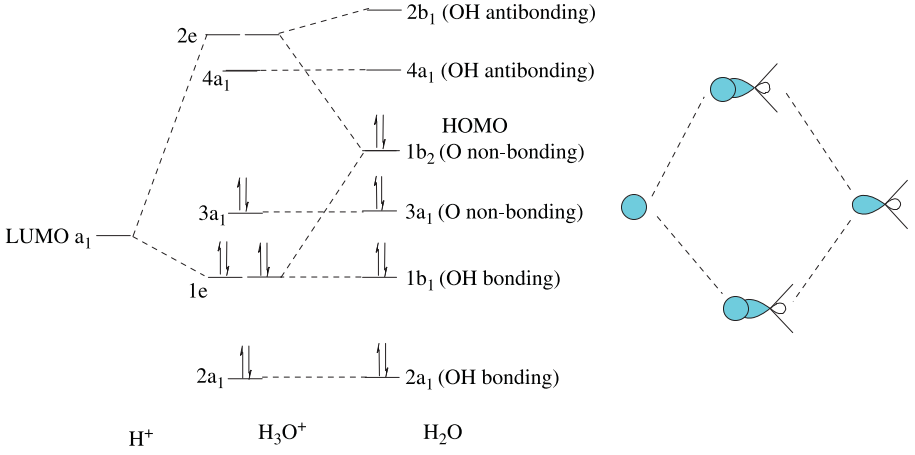 2b₁ (OH antibonding)
2e
4a₁
4a₁ (OH antibonding)
HOMO
1b₂ (O non-bonding)
3a₁
3a₁ (O non-bonding)
LUMO a₁
1e
1b₁ (OH bonding)
2a₁
2a₁ (OH bonding)
H⁺
H₃O⁺
H₂O